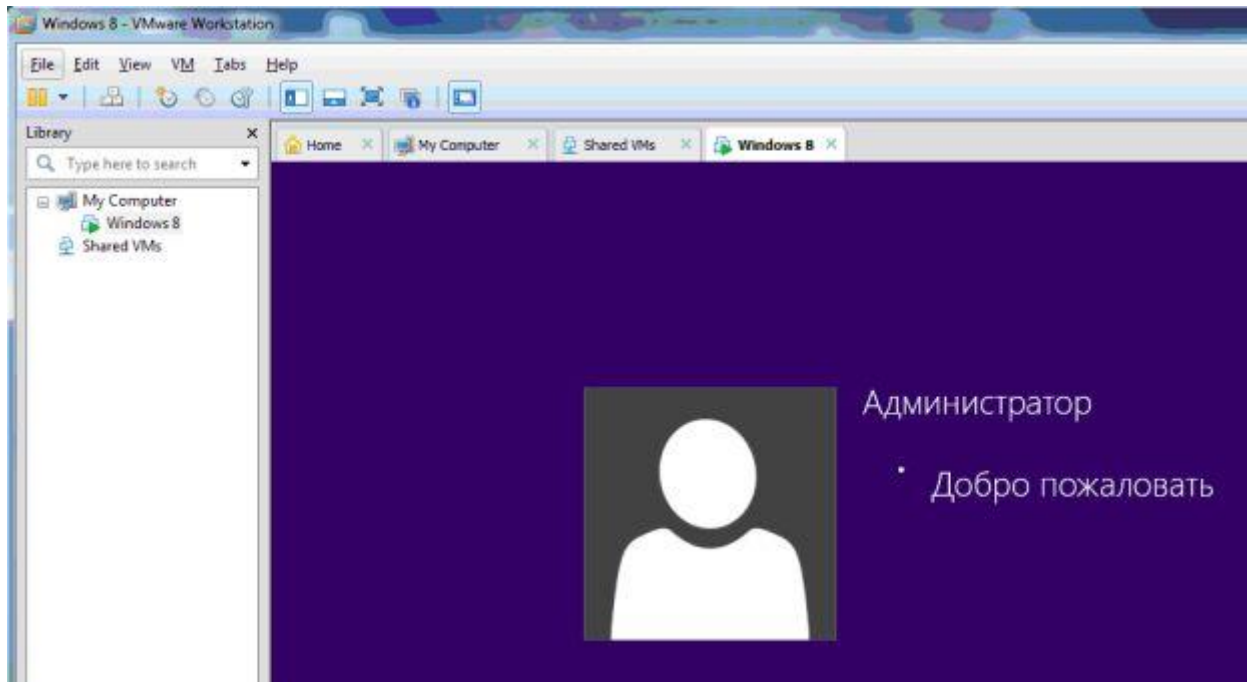 Windows 8 - VMware Workstation
File Edit View VM Tabs Help
Library
Home My Computer Shared VMs Windows 8
Type here to search
My Computer
Windows 8
Shared VMs
Администратор
Добро пожаловать